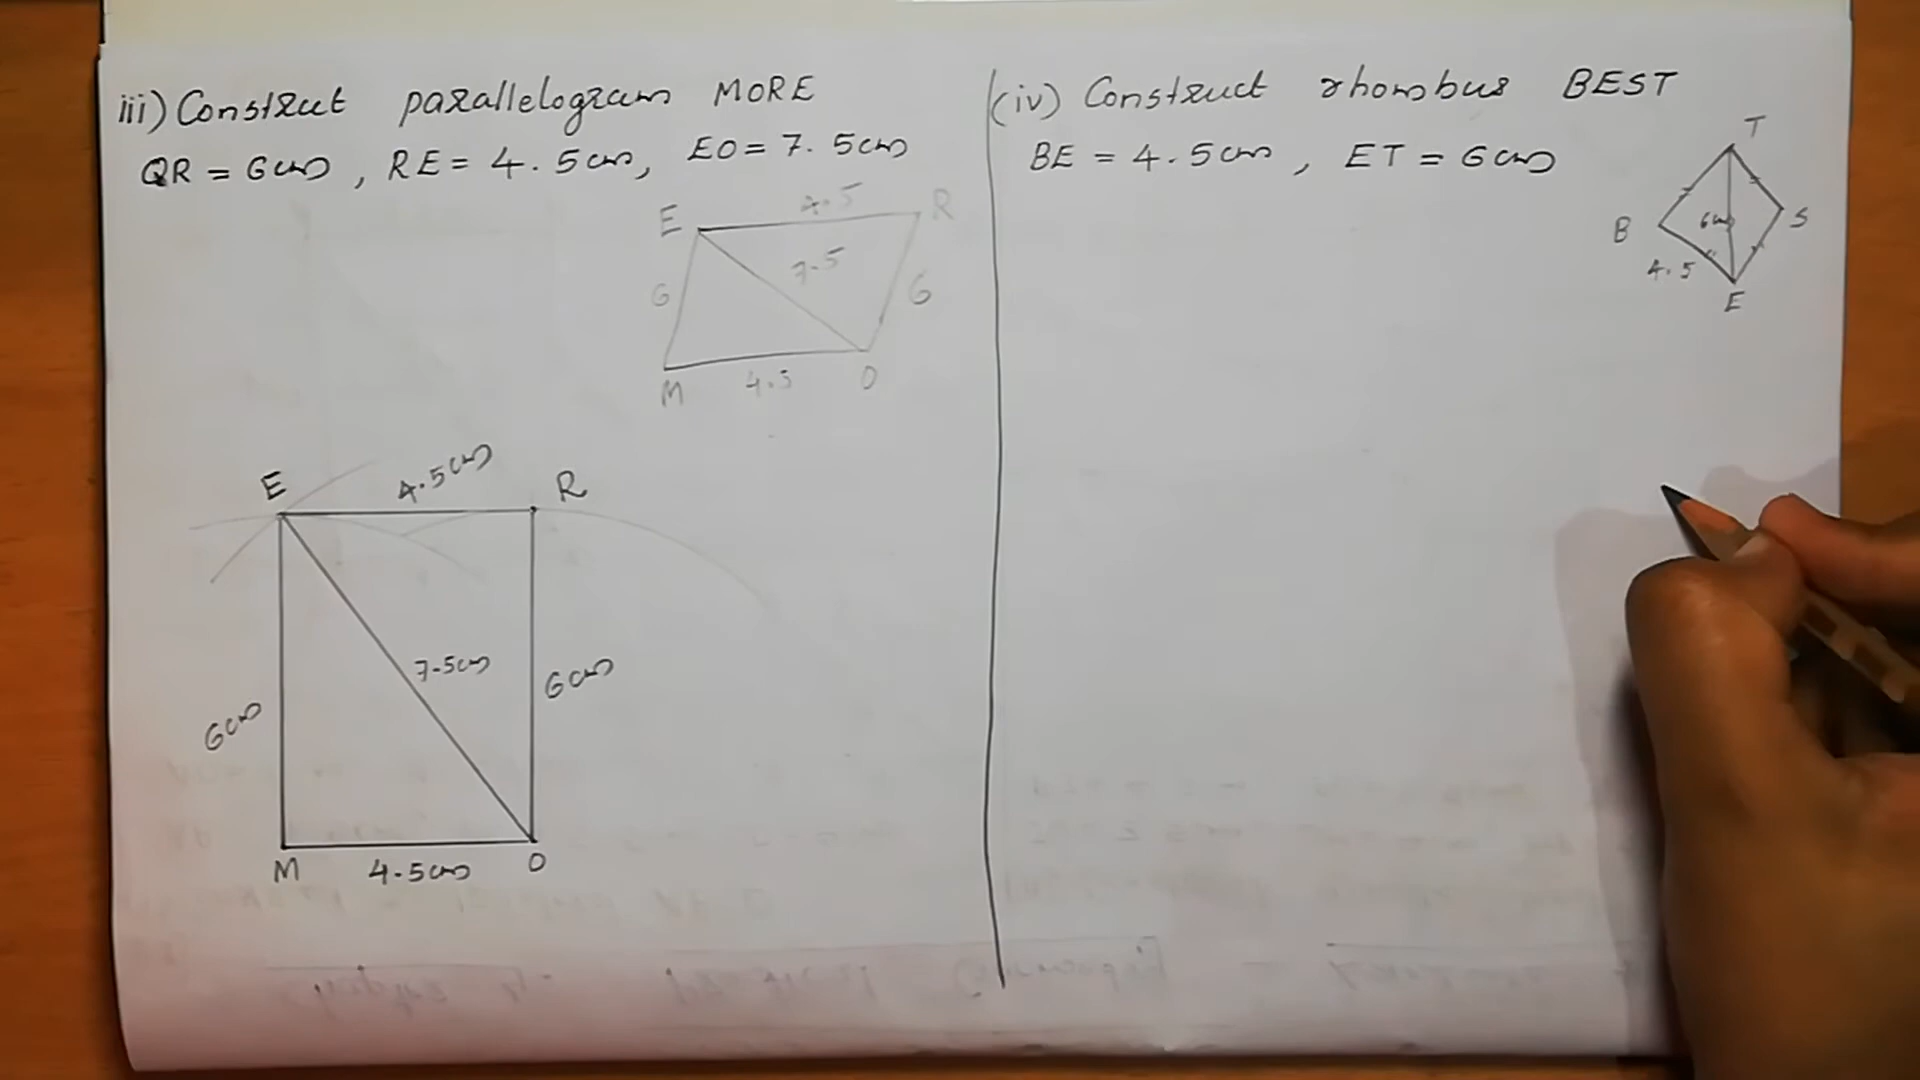 iii) Construct parallelogram MORE
QR = 6cm , RE = 4.5cm, EO = 7.5cm
4.5
E
R
7.5
6
6
M
4.5
O
E
4.5cm
R
7.5cm
6cm
6cm
M
4.5cm
O
(iv) Construct rhombus BEST
BE = 4.5cm , ET = 6cm
T
B
6cm
S
4.5
E